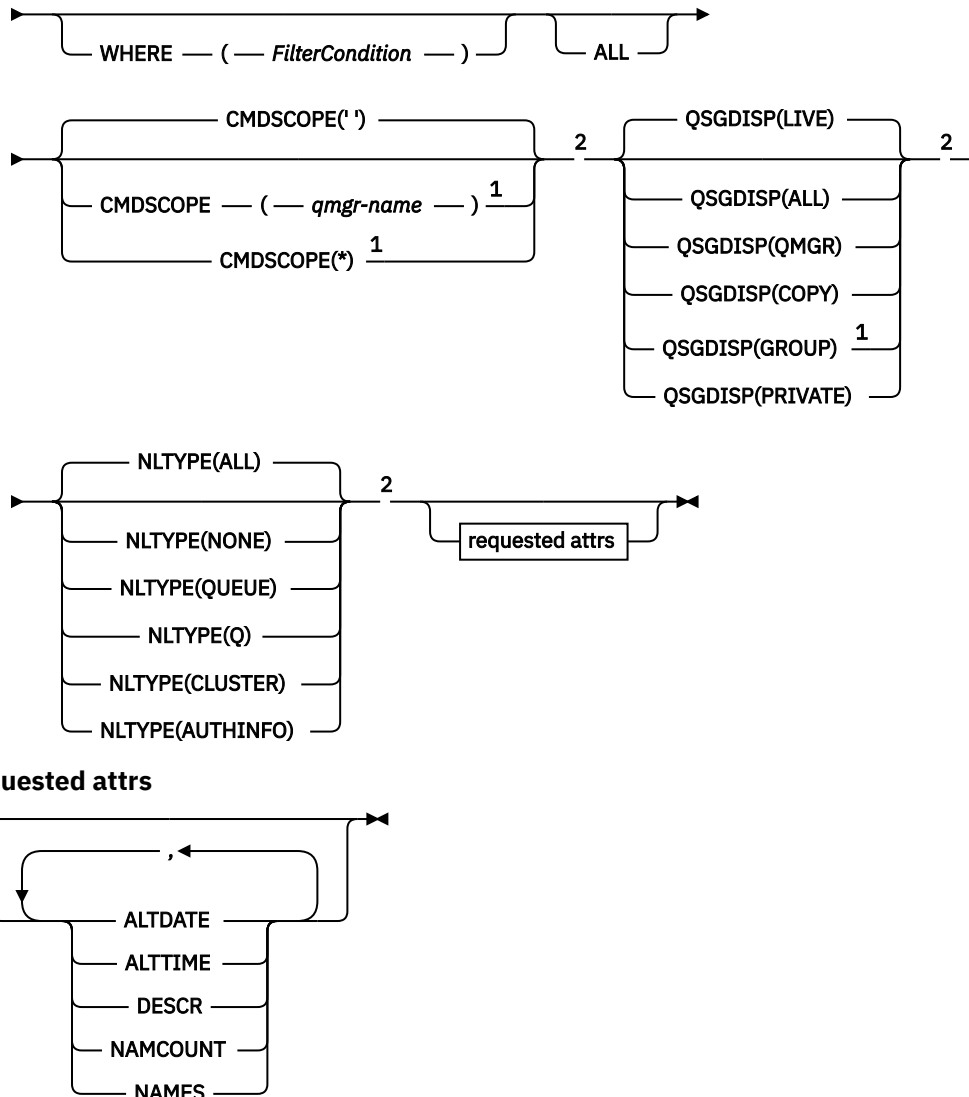 WHERE ( FilterCondition ) ALL
CMDSCOPE(' ') 2
CMDSCOPE ( qmgr-name ) 1
CMDSCOPE(*) 1
QSGDISP(LIVE) 2
QSGDISP(ALL)
QSGDISP(QMGR)
QSGDISP(COPY)
QSGDISP(GROUP) 1
QSGDISP(PRIVATE)
NLTYPE(ALL) 2
NLTYPE(NONE)
NLTYPE(QUEUE)
NLTYPE(Q)
NLTYPE(CLUSTER)
NLTYPE(AUTHINFO)
requested attrs
uested attrs
,
ALTDATE
ALTTIME
DESCR
NAMCOUNT
NAMES